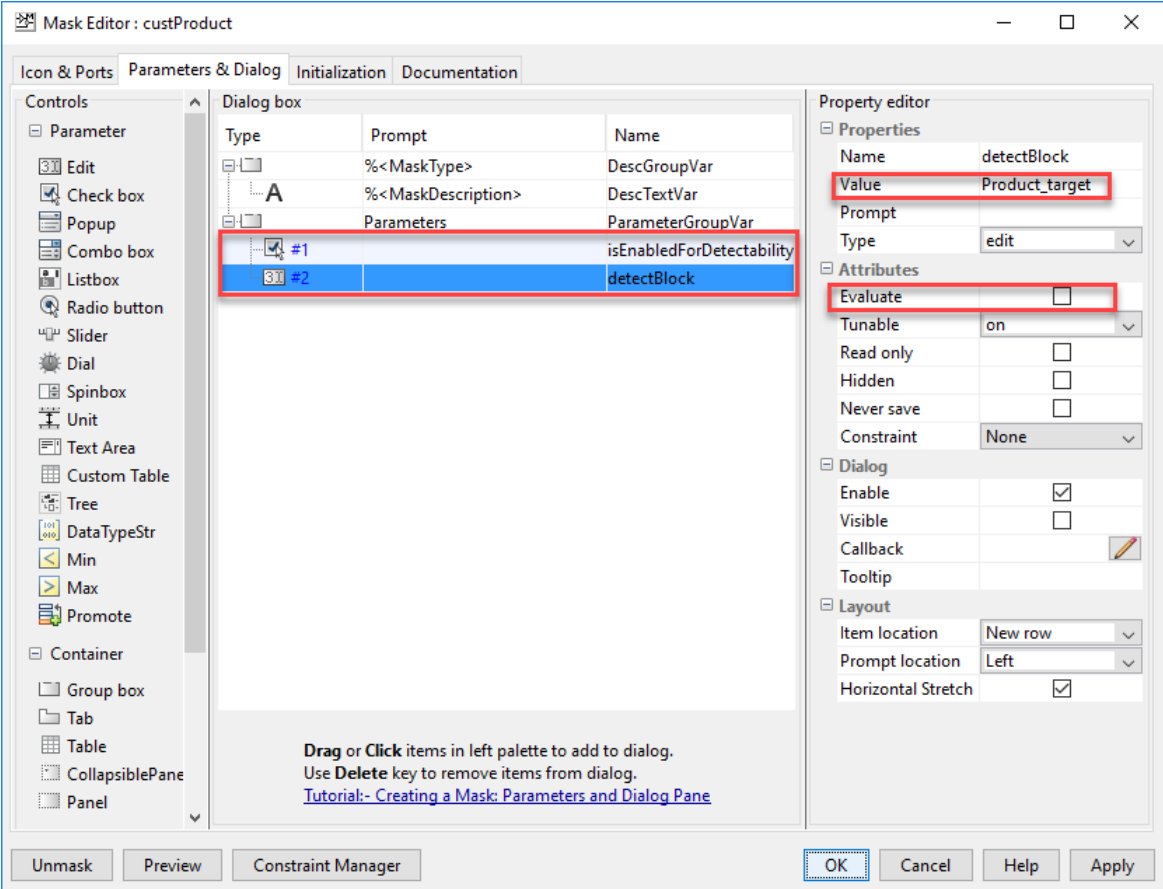 Mask Editor : custProduct
Icon & Ports
Parameters & Dialog
Initialization
Documentation
Controls
Parameter
Edit
Check box
Popup
Combo box
Listbox
Radio button
Slider
Dial
Spinbox
Unit
Text Area
Custom Table
Tree
DataTypeStr
Min
Max
Promote
Container
Group box
Tab
Table
CollapsiblePane
Panel
Dialog box
Type Prompt Name
%<MaskType> DescGroupVar
A %<MaskDescription> DescTextVar
Parameters ParameterGroupVar
#1 isEnabledForDetectability
#2 detectBlock
Drag or Click items in left palette to add to dialog.
Use Delete key to remove items from dialog.
Tutorial:- Creating a Mask: Parameters and Dialog Pane
Property editor
Properties
Name detectBlock
Value Product_target
Prompt
Type edit
Attributes
Evaluate
Tunable on
Read only
Hidden
Never save
Constraint None
Dialog
Enable
Visible
Callback
Tooltip
Layout
Item location New row
Prompt location Left
Horizontal Stretch
Unmask Preview Constraint Manager OK Cancel Help Apply